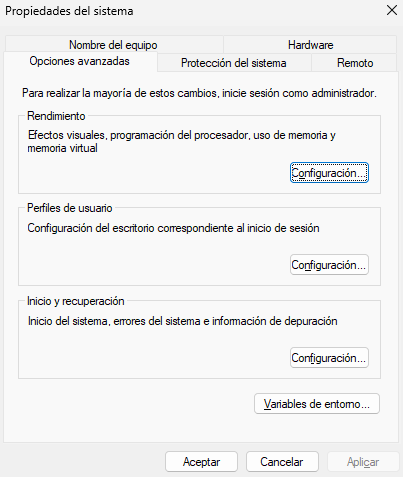 Propiedades del sistema
Nombre del equipo
Hardware
Opciones avanzadas
Protección del sistema
Remoto
Para realizar la mayoría de estos cambios, inicie sesión como administrador.
Rendimiento
Efectos visuales, programación del procesador, uso de memoria y
memoria virtual
Configuración...
Perfiles de usuario
Configuración del escritorio correspondiente al inicio de sesión
Configuración...
Inicio y recuperación
Inicio del sistema, errores del sistema e información de depuración
Configuración...
Variables de entorno...
Aceptar
Cancelar
Aplicar